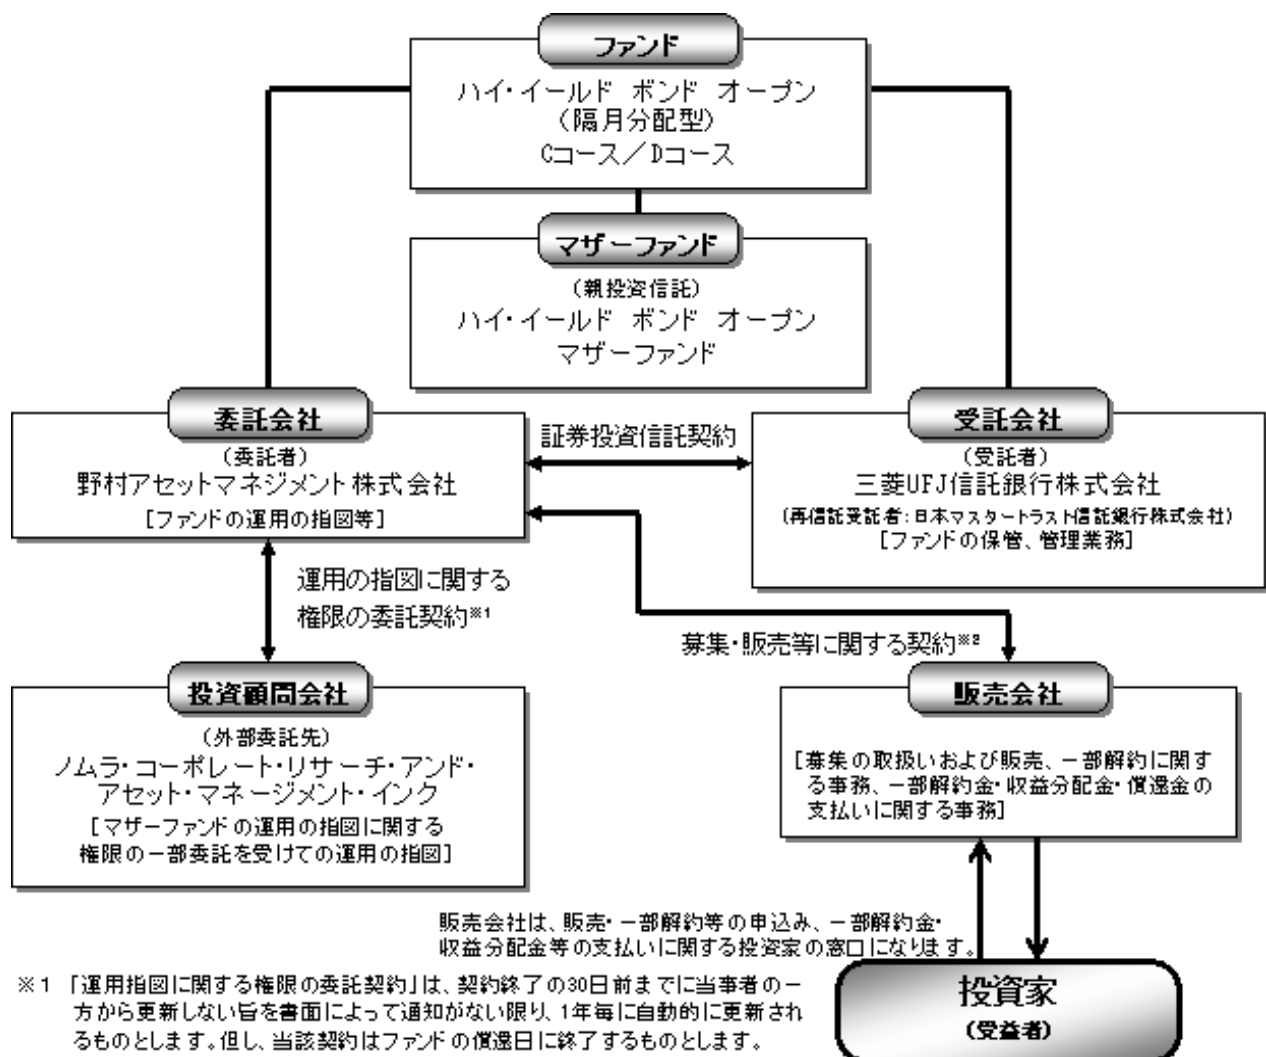 ファンド
ハイ・イールド ボンド オープン
（隔月分配型）
Cコース／Dコース
マザーファンド
（親投資信託）
ハイ・イールド ボンド オープン
マザーファンド
委託会社
（委託者）
野村アセットマネジメント株式会社
［ファンドの運用の指図等］
証券投資信託契約
受託会社
（受託者）
三菱UFJ信託銀行株式会社
（再信託受託者：日本マスタートラスト信託銀行株式会社）
［ファンドの保管、管理業務］
運用の指図に関する
権限の委託契約※1
募集・販売等に関する契約※2
投資顧問会社
（外部委託先）
ノムラ・コーポレート・リサーチ・アンド・
アセット・マネージメント・インク
［マザーファンドの運用の指図に関する
権限の一部委託を受けての運用の指図］
販売会社
［募集の取扱いおよび販売、一部解約に関す
る事務、一部解約金・収益分配金・償還金の
支払いに関する事務］
販売会社は、販売・一部解約等の申込み、一部解約金・
収益分配金等の支払いに関する投資家の窓口になります。
投資家
（受益者）
※1 「運用指図に関する権限の委託契約」は、契約終了の30日前までに当事者の一
方から更新しない旨を書面によって通知がない限り、1年毎に自動的に更新され
るものとします。但し、当該契約はファンドの償還日に終了するものとします。